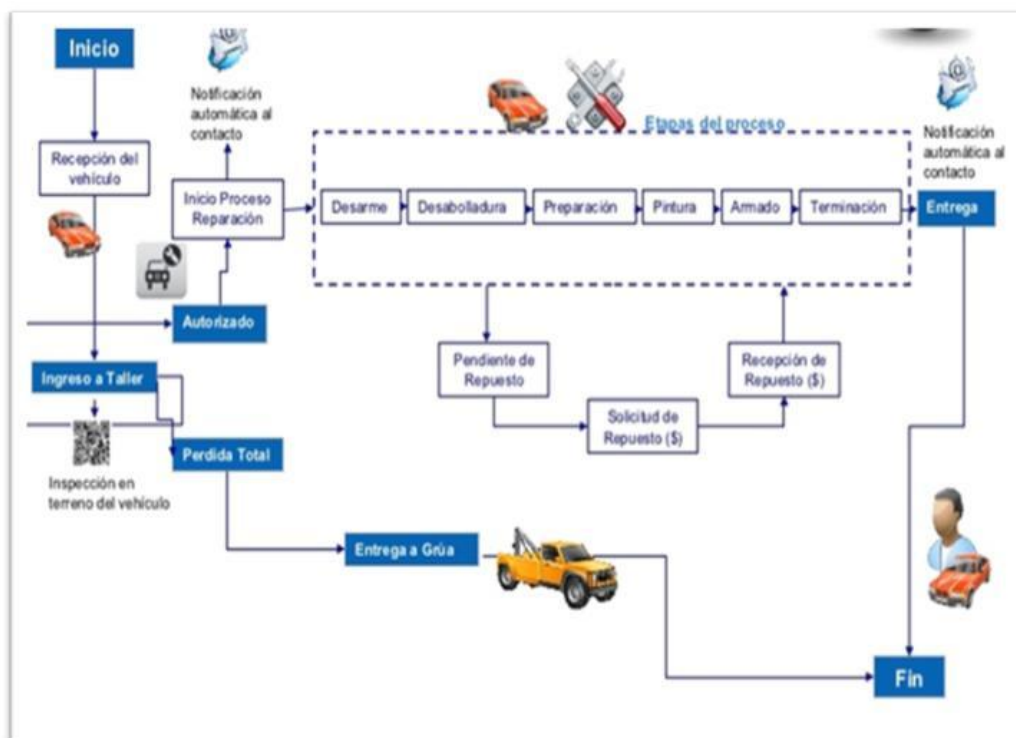 Inicio
Notificación
automática al
contacto
Etapas del proceso
Notificación
automática al
contacto
Recepción del
vehículo
Inicio Proceso
Reparación
Desarme
Desabolladura
Preparación
Pintura
Armado
Terminación
Entrega
Autorizado
Ingreso a Taller
Pendiente de
Repuesto
Recepción de
Repuesto ($)
Solicitud de
Repuesto ($)
Perdida Total
Inspección en
terreno del vehículo
Entrega a Grúa
Fin